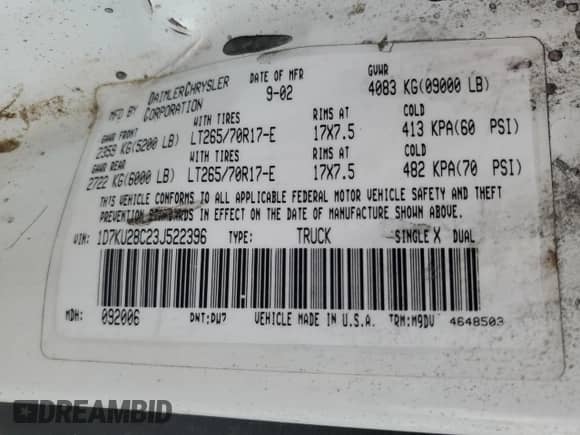 MFD BY DAIMLERCHRYSLER CORPORATION DATE OF MFR 9-02 GVWR 4083 KG(09000 LB)
GAWR FRONT WITH TIRES RIMS AT COLD
2359 KG(5200 LB) LT265/70R17-E 17X7.5 413 KPA(60 PSI)
GAWR REAR WITH TIRES RIMS AT COLD
2722 KG(6000 LB) LT265/70R17-E 17X7.5 482 KPA(70 PSI)
THIS VEHICLE CONFORMS TO ALL APPLICABLE FEDERAL MOTOR VEHICLE SAFETY AND THEFT
PREVENTION STANDARDS IN EFFECT ON THE DATE OF MANUFACTURE SHOWN ABOVE.
VIN: 1D7KU28C23J522396 TYPE: TRUCK SINGLE X DUAL
MDH: 092006 PNT:PW7 VEHICLE MADE IN U.S.A. TRM:M9DV 4648503
DREAMBID